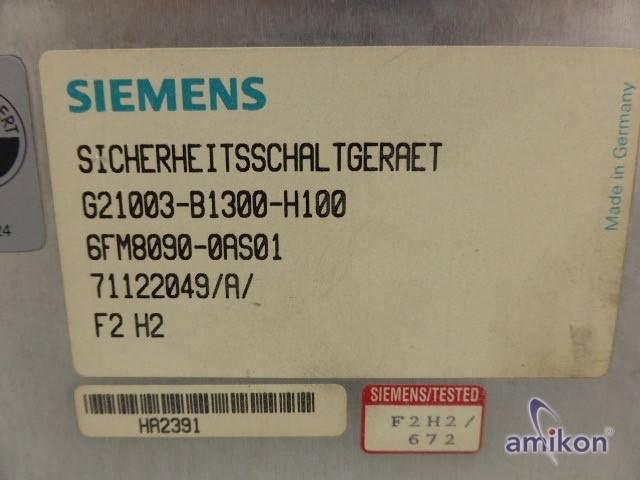 SIEMENS
SICHERHEITSSCHALTGERAET
G21003-B1300-H100
6FM8090-0AS01
71122049/A/
F2 H2
Made in Germany
24
HA2391
SIEMENS/TESTED
F2H2/
672
amikon